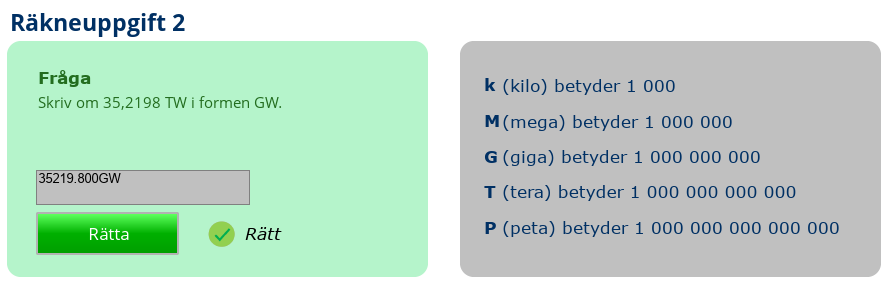 Räkneuppgift 2
Fråga
Skriv om 35,2198 TW i formen GW.
35219.800GW
Rätta
Rätt
k (kilo) betyder 1 000
M (mega) betyder 1 000 000
G (giga) betyder 1 000 000 000
T (tera) betyder 1 000 000 000 000
P (peta) betyder 1 000 000 000 000 000